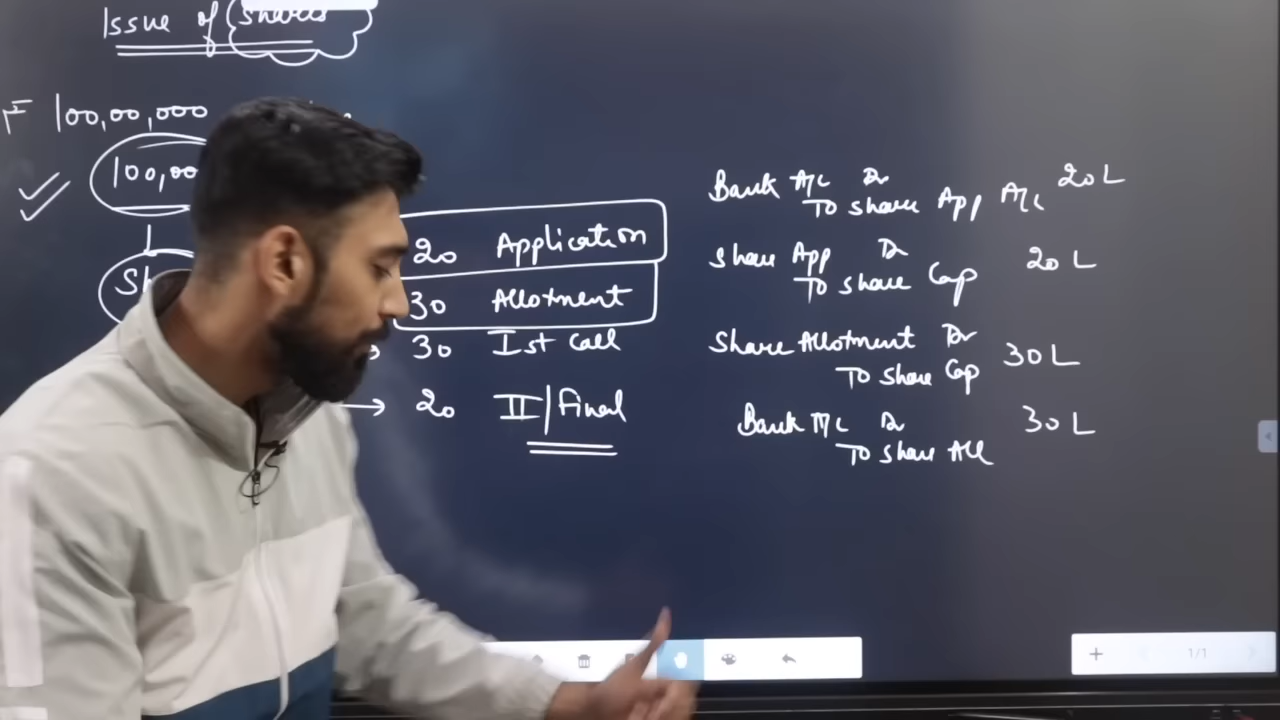 Issue of Shares
₹ 100,00,000
100,00
Sh
20 Application
30 Allotment
30 Ist Call
→ 20 II/Final
Bank A/c Dr
To Share App A/c 20L
Share App Dr
To Share Cap 20 L
Share Allotment Dr
To Share Cap 30L
Bank A/c Dr 30 L
To Share All
1/1